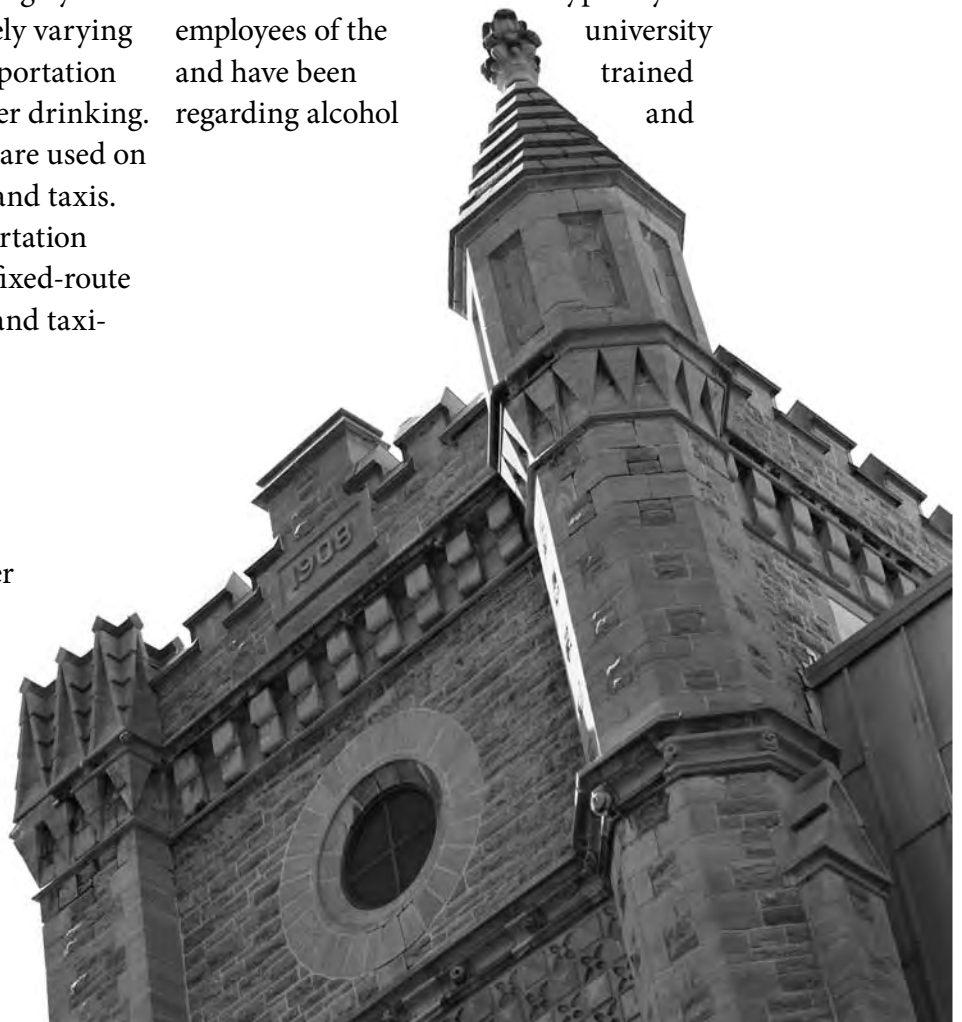 ely varying
portation
er drinking.
are used on
and taxis.
rtation
fixed-route
and taxi-
er
employees of the university
and have been trained
regarding alcohol and
1908